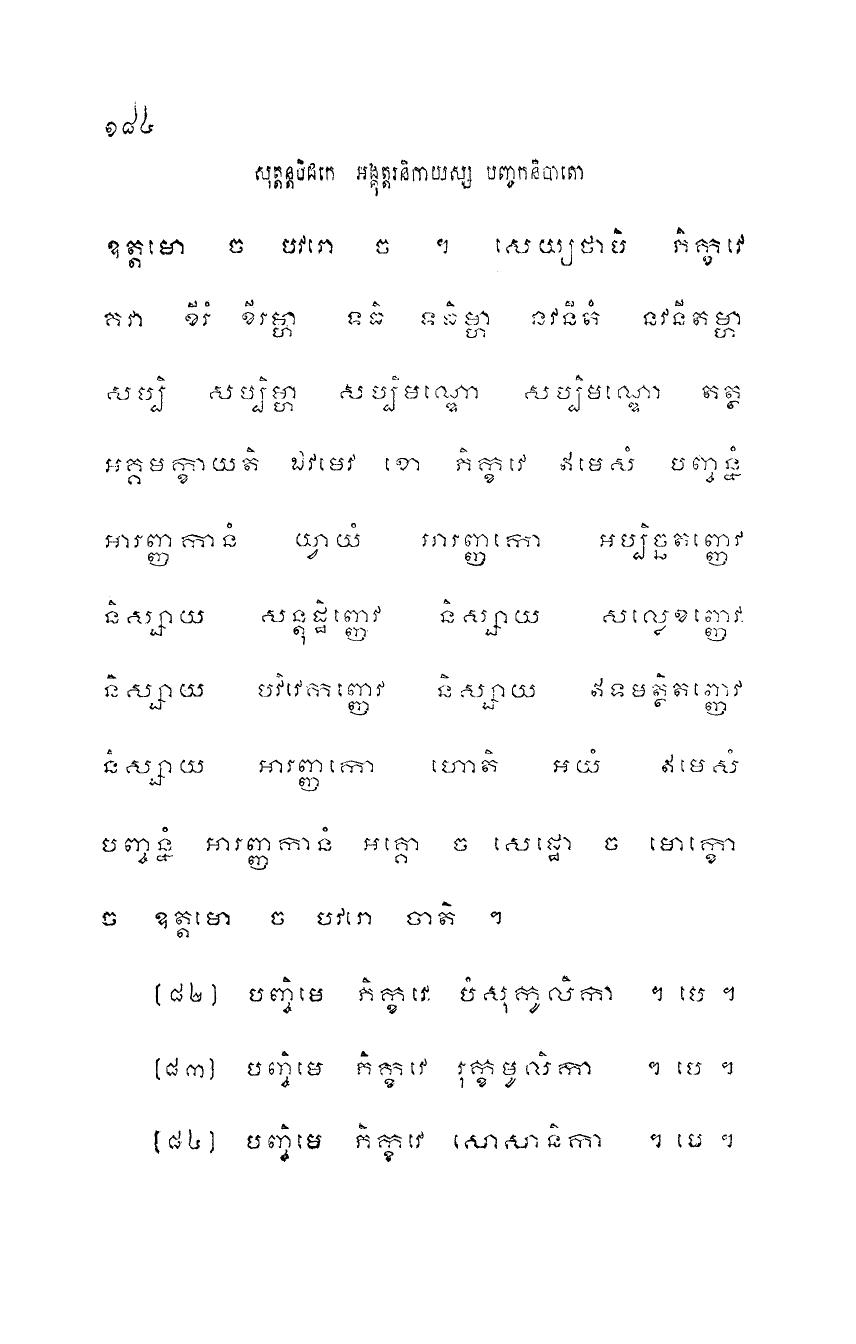 ១៨៤
សុត្តន្តបិដកេ អង្គុត្តរនិកាយស្ស បញ្ចកនិបាតោ
ឧត្តមោ ច បវរោ ច ។ សេយ្យថាបិ ភិក្ខវេ
គវា ខីរំ ខីរម្ហា ទធិ ទធិម្ហា នវនីតំ នវនីតម្ហា
សប្បិ សប្បិម្ហា សប្បិមណ្ឌោ សប្បិមណ្ឌោ តត្ថ
អគ្គមក្ខាយតិ ឯវមេវ ខោ ភិក្ខវេ ឥមេសំ បញ្ចន្នំ
អារញ្ញកានំ យ្វាយំ អារញ្ញកោ អប្បិច្ឆតញ្ញេវ
និស្សាយ សន្តុដ្ឋិញ្ញេវ និស្សាយ សល្លេខញ្ញេវ
និស្សាយ បវិវេកញ្ញេវ និស្សាយ ឥទមត្ថិតញ្ញេវ
និស្សាយ អារញ្ញកោ ហោតិ អយំ ឥមេសំ
បញ្ចន្នំ អារញ្ញកានំ អគ្គោ ច សេដ្ឋោ ច មោក្ខោ
ច ឧត្តមោ ច បវរោ ចាតិ ។
(៨២) បញ្ចិមេ ភិក្ខវេ បំសុកូលិកា ។ បេ ។
(៨៣) បញ្ចិមេ ភិក្ខវេ រុក្ខមូលិកា ។ បេ ។
(៨៤) បញ្ចិមេ ភិក្ខវេ សោសានិកា ។ បេ ។